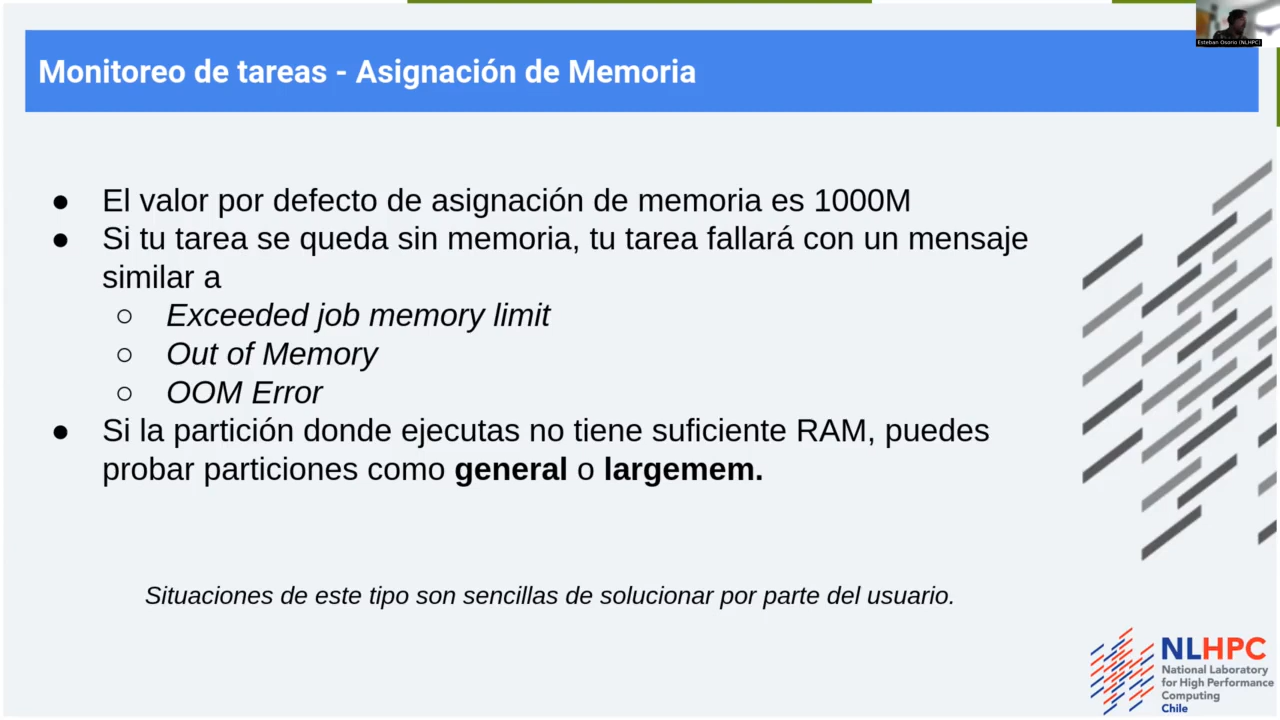 Esteban Osorio (NLHPC)
Monitoreo de tareas - Asignación de Memoria
● El valor por defecto de asignación de memoria es 1000M
● Si tu tarea se queda sin memoria, tu tarea fallará con un mensaje
similar a
○ Exceeded job memory limit
○ Out of Memory
○ OOM Error
● Si la partición donde ejecutas no tiene suficiente RAM, puedes
probar particiones como general o largemem.
Situaciones de este tipo son sencillas de solucionar por parte del usuario.
NLHPC
National Laboratory
for High Performance
Computing
Chile